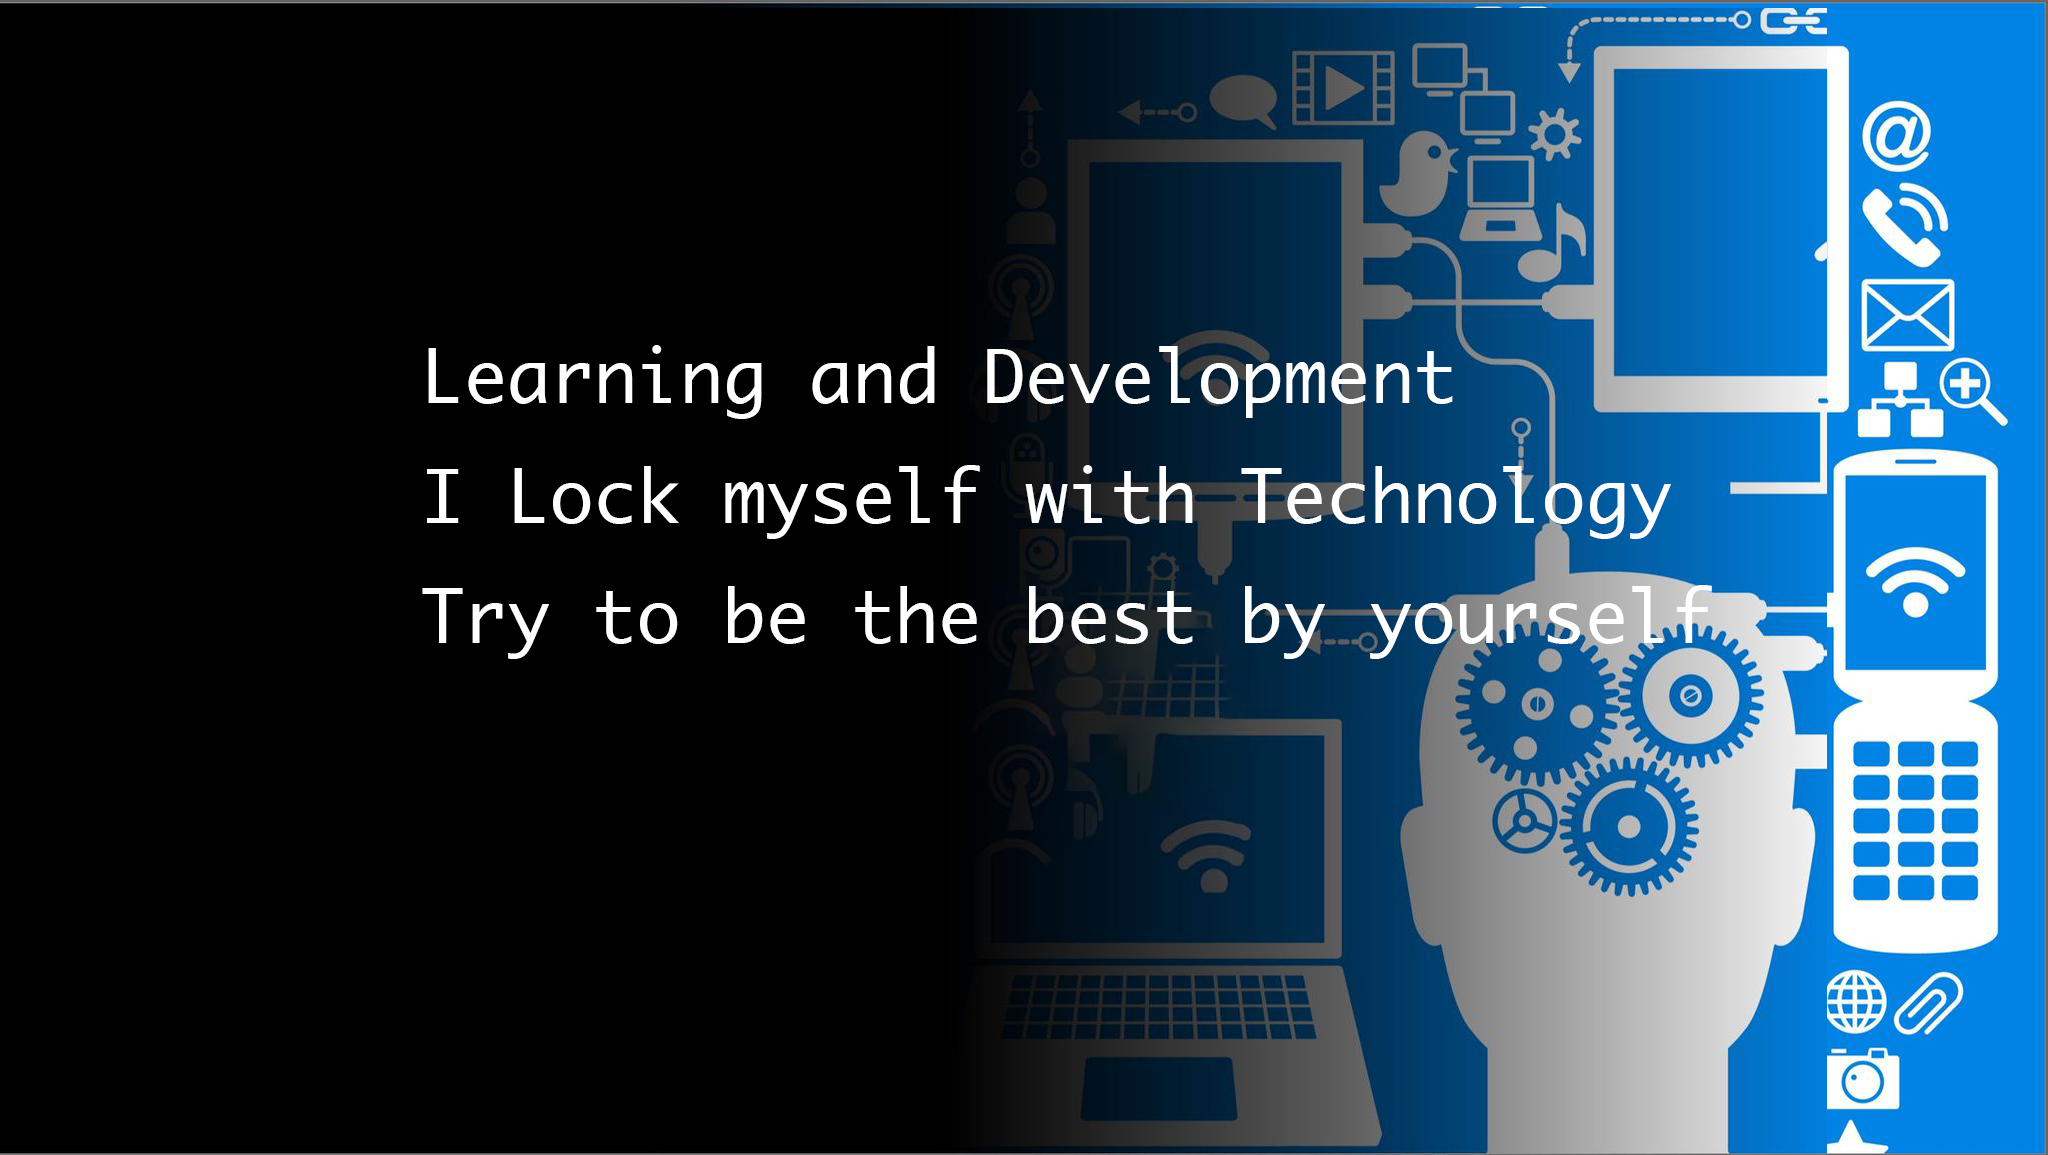 Learning and Development
I Lock myself with Technology
Try to be the best by yourself
@